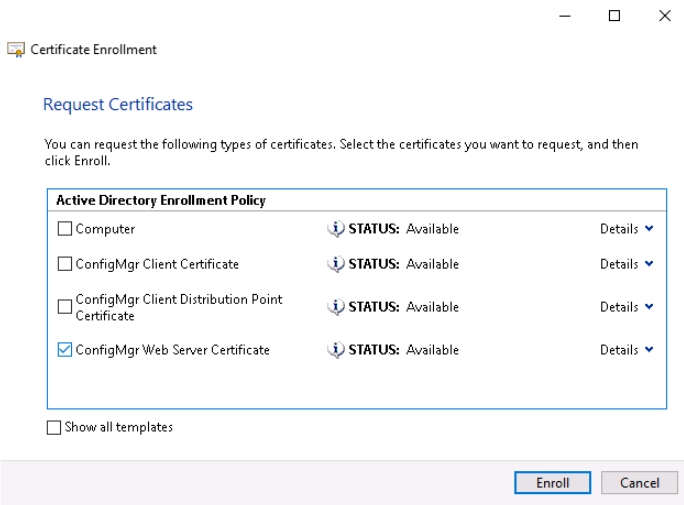 Certificate Enrollment
Request Certificates
You can request the following types of certificates. Select the certificates you want to request, and then
click Enroll.
Active Directory Enrollment Policy
Computer STATUS: Available Details
ConfigMgr Client Certificate STATUS: Available Details
ConfigMgr Client Distribution Point
Certificate STATUS: Available Details
ConfigMgr Web Server Certificate STATUS: Available Details
Show all templates
Enroll Cancel